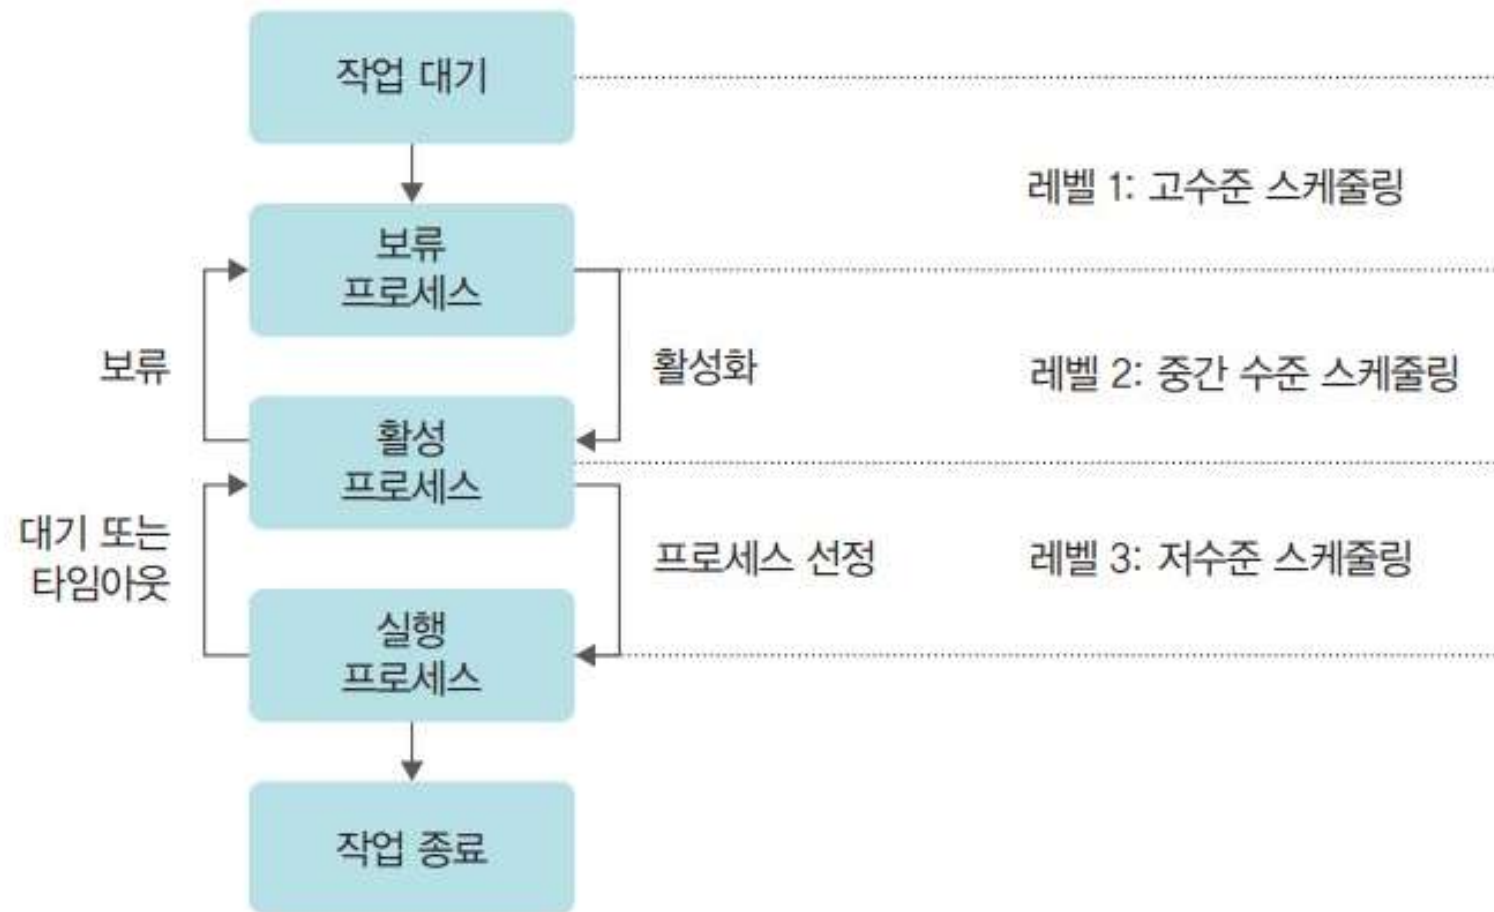 작업 대기
레벨 1: 고수준 스케줄링
보류
프로세스
보류
활성화
레벨 2: 중간 수준 스케줄링
활성
프로세스
대기 또는
타임아웃
프로세스 선정
레벨 3: 저수준 스케줄링
실행
프로세스
작업 종료